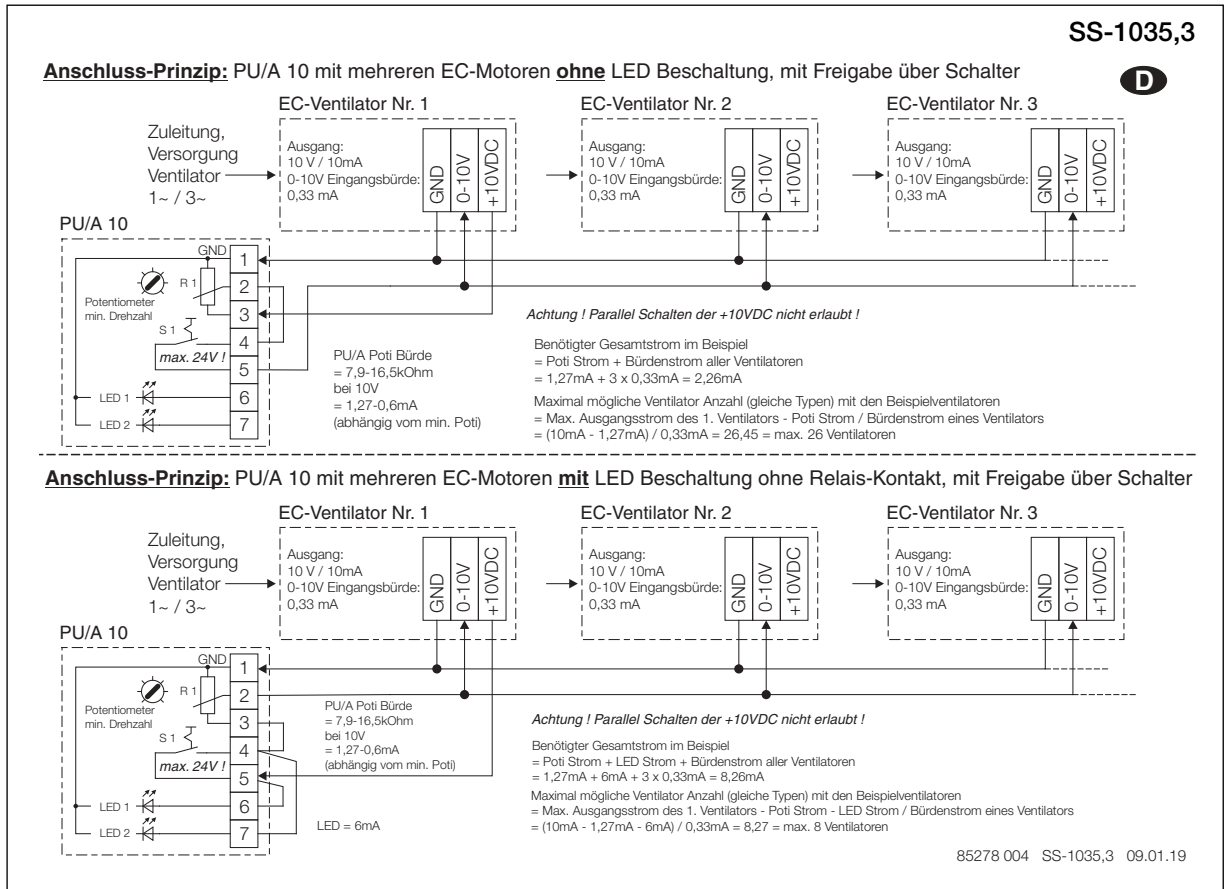 SS-1035,3
Anschluss-Prinzip: PU/A 10 mit mehreren EC-Motoren ohne LED Beschaltung, mit Freigabe über Schalter
D
EC-Ventilator Nr. 1
EC-Ventilator Nr. 2
EC-Ventilator Nr. 3
Zuleitung,
Versorgung
Ventilator
1~ / 3~
Ausgang:
10 V / 10mA
0-10V Eingangsbürde:
0,33 mA
GND
0-10V
+10VDC
Ausgang:
10 V / 10mA
0-10V Eingangsbürde:
0,33 mA
GND
0-10V
+10VDC
Ausgang:
10 V / 10mA
0-10V Eingangsbürde:
0,33 mA
GND
0-10V
+10VDC
PU/A 10
GND
1
R 1
2
Potentiometer
min. Drehzahl
3
S 1
4
max. 24V !
5
LED 1
6
LED 2
7
PU/A Poti Bürde
= 7,9-16,5kOhm
bei 10V
= 1,27-0,6mA
(abhängig vom min. Poti)
Achtung ! Parallel Schalten der +10VDC nicht erlaubt !
Benötigter Gesamtstrom im Beispiel
= Poti Strom + Bürdenstrom aller Ventilatoren
= 1,27mA + 3 x 0,33mA = 2,26mA
Maximal mögliche Ventilator Anzahl (gleiche Typen) mit den Beispielventilatoren
= Max. Ausgangsstrom des 1. Ventilators - Poti Strom / Bürdenstrom eines Ventilators
= (10mA - 1,27mA) / 0,33mA = 26,45 = max. 26 Ventilatoren
Anschluss-Prinzip: PU/A 10 mit mehreren EC-Motoren mit LED Beschaltung ohne Relais-Kontakt, mit Freigabe über Schalter
EC-Ventilator Nr. 1
EC-Ventilator Nr. 2
EC-Ventilator Nr. 3
Zuleitung,
Versorgung
Ventilator
1~ / 3~
Ausgang:
10 V / 10mA
0-10V Eingangsbürde:
0,33 mA
GND
0-10V
+10VDC
Ausgang:
10 V / 10mA
0-10V Eingangsbürde:
0,33 mA
GND
0-10V
+10VDC
Ausgang:
10 V / 10mA
0-10V Eingangsbürde:
0,33 mA
GND
0-10V
+10VDC
PU/A 10
GND
1
R 1
2
Potentiometer
min. Drehzahl
3
S 1
4
max. 24V !
5
LED 1
6
LED 2
7
PU/A Poti Bürde
= 7,9-16,5kOhm
bei 10V
= 1,27-0,6mA
(abhängig vom min. Poti)
LED = 6mA
Achtung ! Parallel Schalten der +10VDC nicht erlaubt !
Benötigter Gesamtstrom im Beispiel
= Poti Strom + LED Strom + Bürdenstrom aller Ventilatoren
= 1,27mA + 6mA + 3 x 0,33mA = 8,26mA
Maximal mögliche Ventilator Anzahl (gleiche Typen) mit den Beispielventilatoren
= Max. Ausgangsstrom des 1. Ventilators - Poti Strom - LED Strom / Bürdenstrom eines Ventilators
= (10mA - 1,27mA - 6mA) / 0,33mA = 8,27 = max. 8 Ventilatoren
85278 004 SS-1035,3 09.01.19